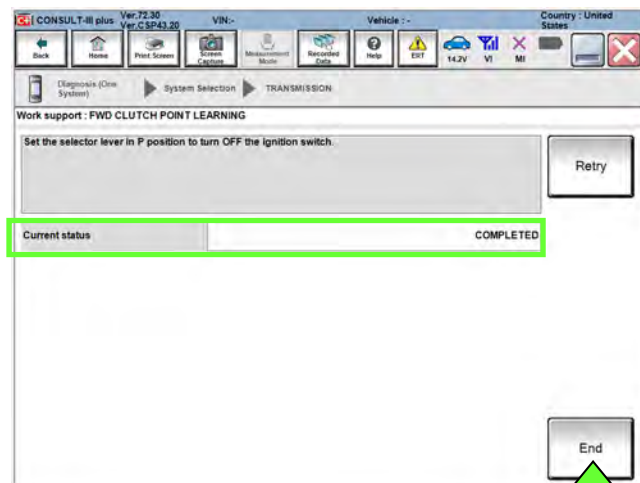 CONSULT-III plus Ver.72.30 VIN:- Vehicle : - Country : United
Ver.CSP43.20 States
Back Home Print Screen Screen Capture Measurement Mode Recorded Data Help ERT 14.2V VI MI
Diagnosis (One System) System Selection TRANSMISSION
Work support : FWD CLUTCH POINT LEARNING
Set the selector lever in P position to turn OFF the ignition switch.
Retry
Current status COMPLETED
End